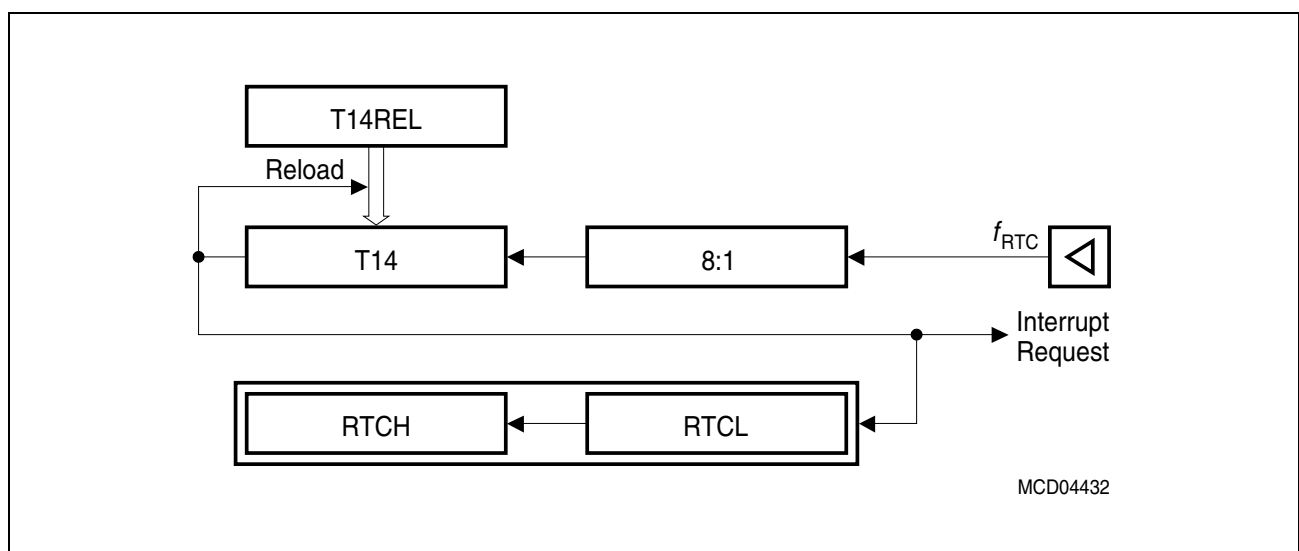 T14REL
Reload
T14
8:1
fRTC
Interrupt
Request
RTCH
RTCL
MCD04432